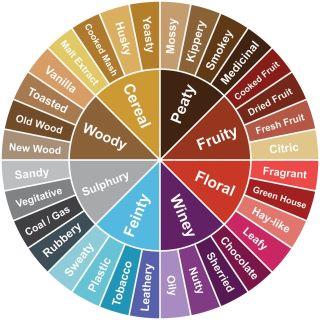 Peaty
Fruity
Floral
Winey
Feinty
Sulphury
Woody
Cereal
Mossy
Kippery
Smokey
Medicinal
Cooked Fruit
Dried Fruit
Fresh Fruit
Citric
Fragrant
Green House
Hay-like
Leafy
Chocolate
Sherried
Nutty
Oily
Leathery
Tobacco
Plastic
Sweaty
Rubbery
Coal / Gas
Vegitative
Sandy
New Wood
Old Wood
Toasted
Vanilla
Malt Extract
Cooked Mash
Husky
Yeasty